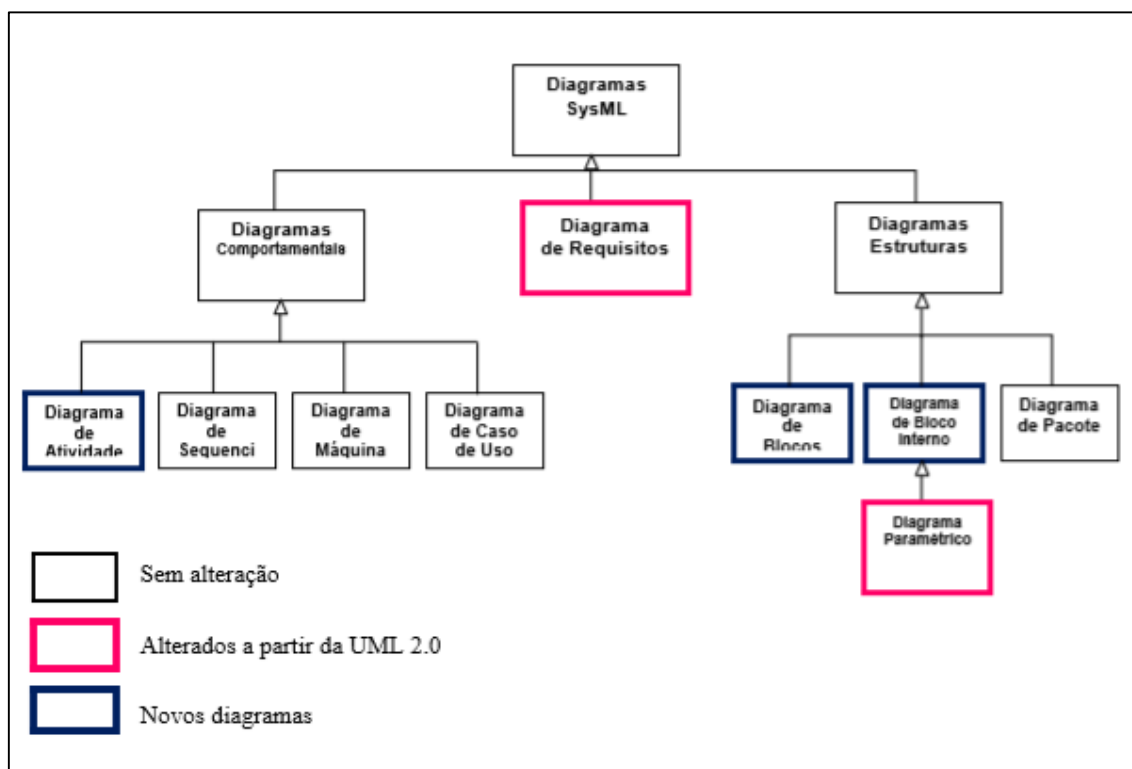 Diagramas
SysML
Diagramas
Comportamentais
Diagrama
de Requisitos
Diagramas
Estruturas
Diagrama
de
Atividade
Diagrama
de
Sequenci
Diagrama
de
Máquina
Diagrama
de Caso
de Uso
Diagrama
de
Blocos
Diagrama
de Bloco
Interno
Diagrama
de Pacote
Diagrama
Paramétrico
Sem alteração
Alterados a partir da UML 2.0
Novos diagramas